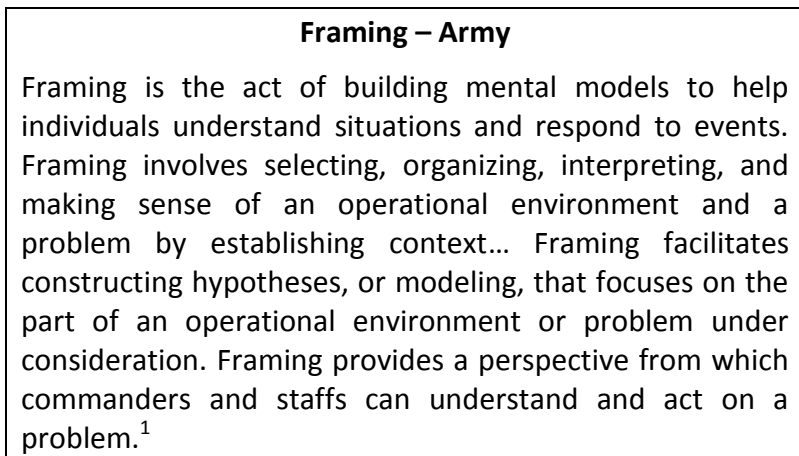 Framing – Army
Framing is the act of building mental models to help
individuals understand situations and respond to events.
Framing involves selecting, organizing, interpreting, and
making sense of an operational environment and a
problem by establishing context… Framing facilitates
constructing hypotheses, or modeling, that focuses on the
part of an operational environment or problem under
consideration. Framing provides a perspective from which
commanders and staffs can understand and act on a
problem.¹